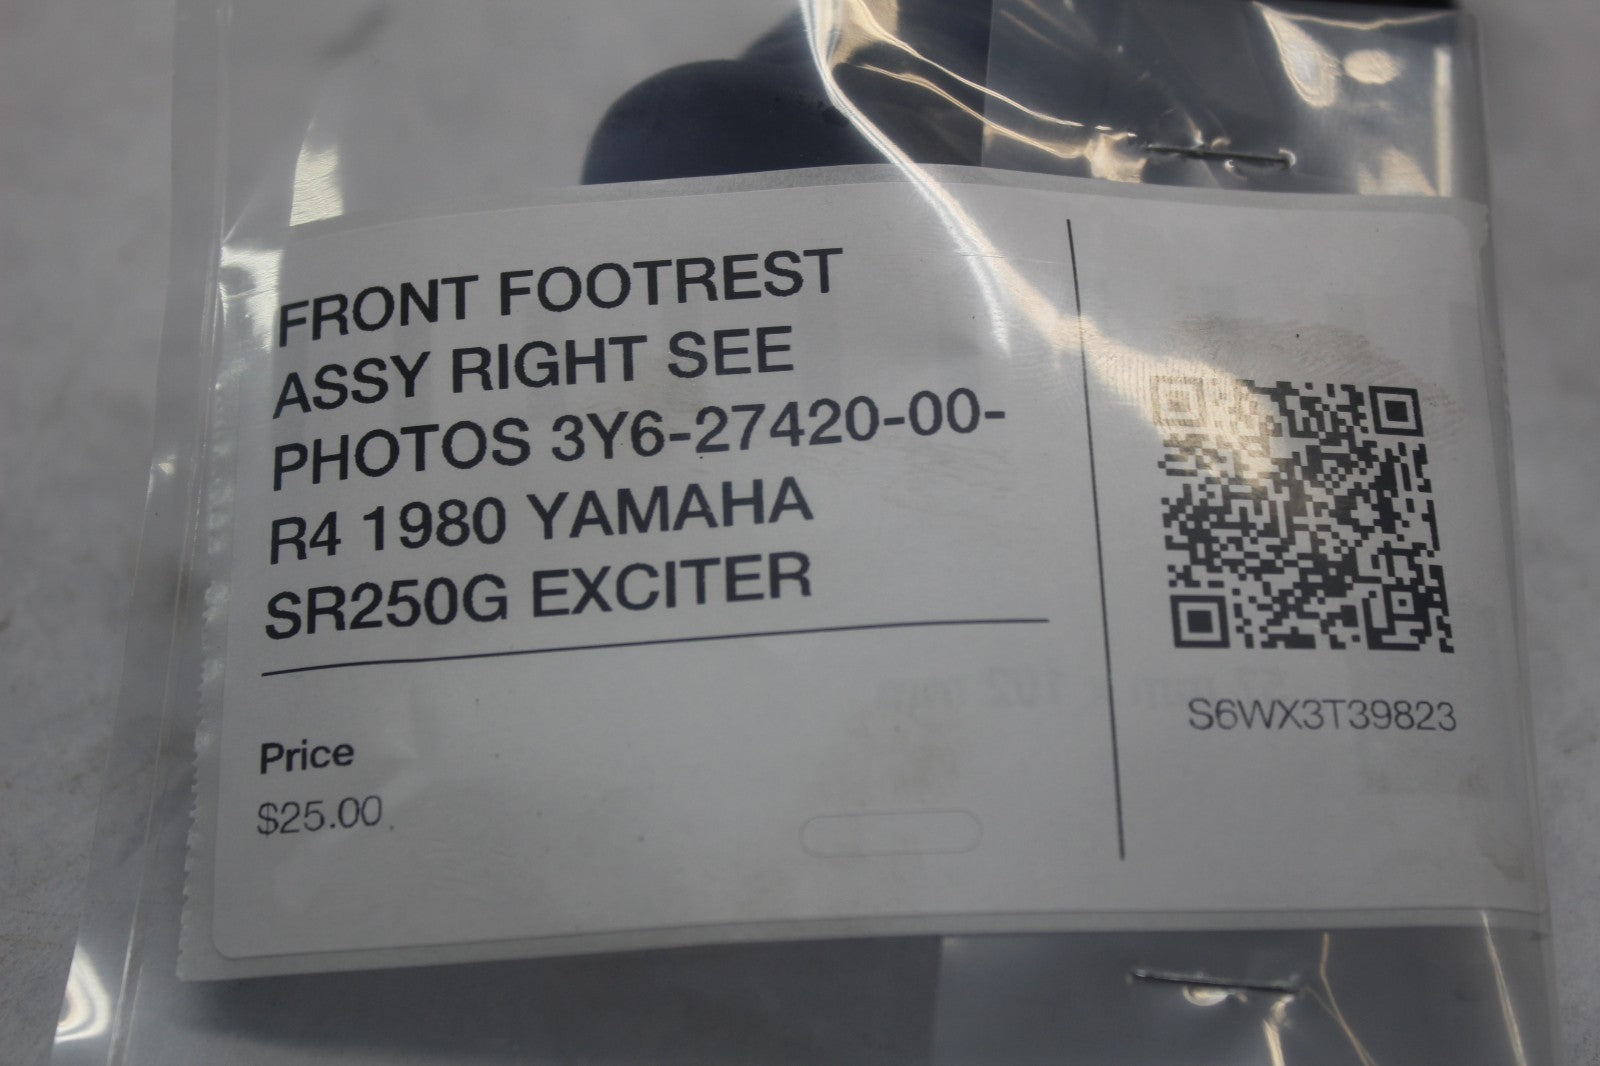 FRONT FOOTREST
ASSY RIGHT SEE
PHOTOS 3Y6-27420-00-
R4 1980 YAMAHA
SR250G EXCITER
Price
$25.00
S6WX3T39823